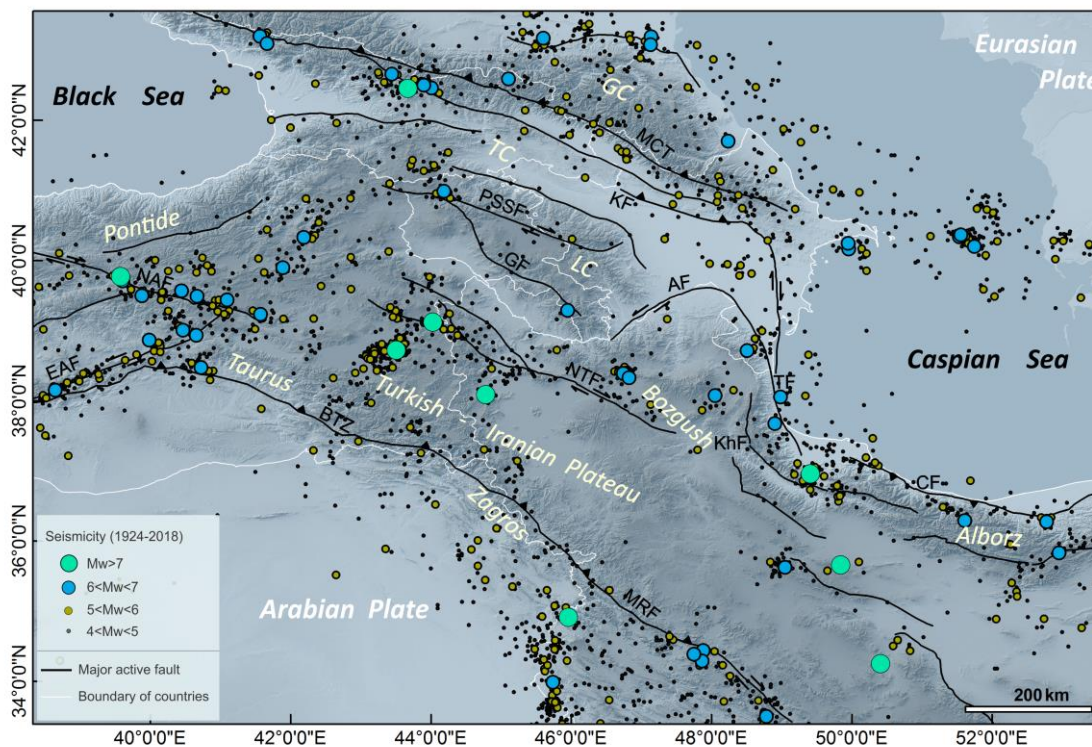 Eurasian
Plate
Black Sea
GC
MCT
TC
KF
PSSF
Pontide
GF
LC
NAF
AF
Caspian Sea
EAF
Taurus
Turkish - Iranian Plateau
NTF
Bozgush
TF
BTZ
KhF
CF
Zagros
Alborz
Arabian Plate
MRF
Seismicity (1924-2018)
Mw>7
6<Mw<7
5<Mw<6
4<Mw<5
Major active fault
Boundary of countries
200 km
42°0'0"N
40°0'0"N
38°0'0"N
36°0'0"N
34°0'0"N
40°0'0"E
42°0'0"E
44°0'0"E
46°0'0"E
48°0'0"E
50°0'0"E
52°0'0"E